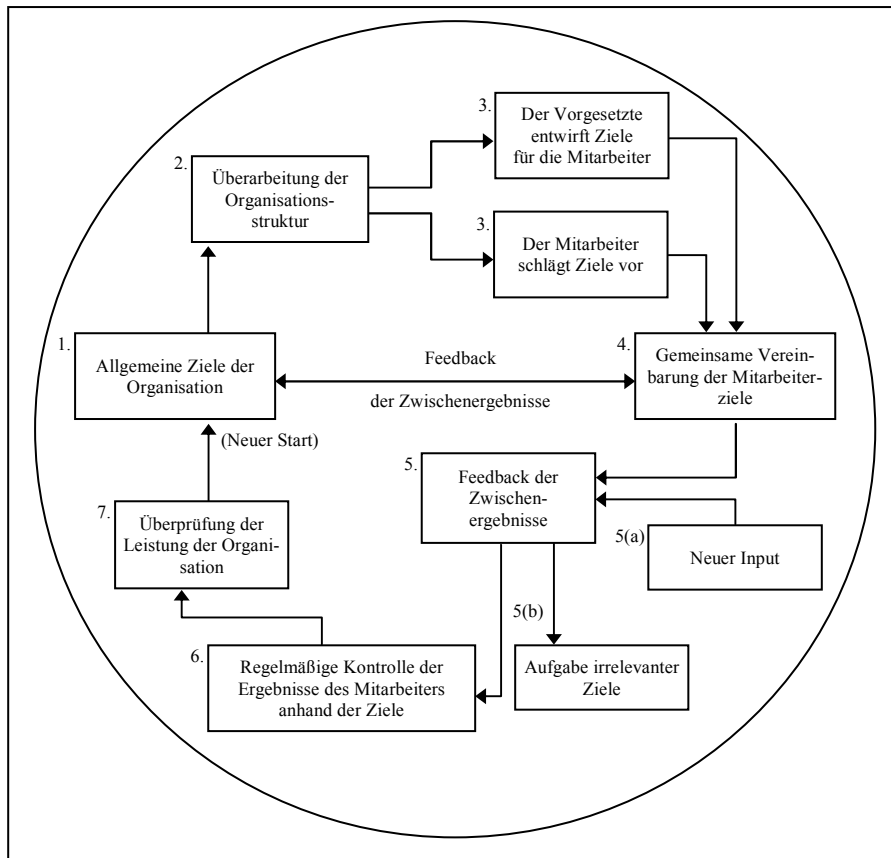 3.
Der Vorgesetzte
entwirft Ziele
für die Mitarbeiter
2.
Überarbeitung der
Organisations-
struktur
3.
Der Mitarbeiter
schlägt Ziele vor
1.
Allgemeine Ziele der
Organisation
Feedback
der Zwischenergebnisse
4.
Gemeinsame Verein-
barung der Mitarbeiter-
ziele
(Neuer Start)
5.
Feedback der
Zwischen-
ergebnisse
7.
Überprüfung der
Leistung der Organi-
sation
5(a)
Neuer Input
5(b)
6.
Regelmäßige Kontrolle der
Ergebnisse des Mitarbeiters
anhand der Ziele
Aufgabe irrelevanter
Ziele